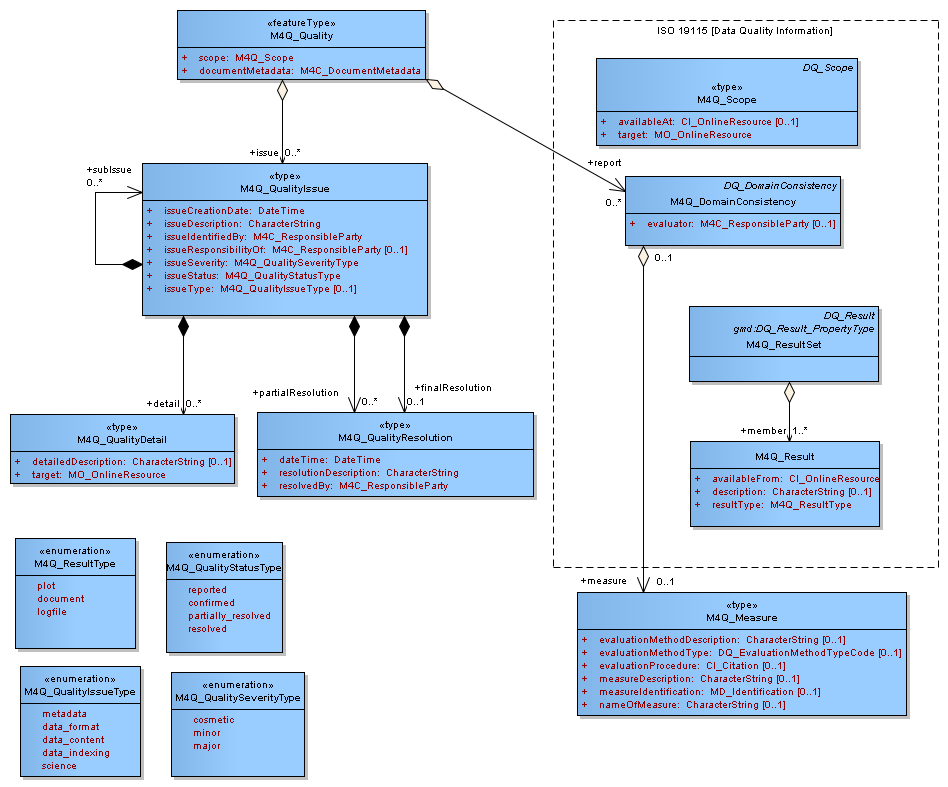 «featureType»
M4Q_Quality
+ scope: M4Q_Scope
+ documentMetadata: M4C_DocumentMetadata
ISO 19115 [Data Quality Information]
DQ_Scope
«type»
M4Q_Scope
+ availableAt: CI_OnlineResource [0..1]
+ target: MO_OnlineResource
+issue 0..*
+subIssue
0..*
+report
0..*
«type»
M4Q_QualityIssue
+ issueCreationDate: DateTime
+ issueDescription: CharacterString
+ issueIdentifiedBy: M4C_ResponsibleParty
+ issueResponsibilityOf: M4C_ResponsibleParty [0..1]
+ issueSeverity: M4Q_QualitySeverityType
+ issueStatus: M4Q_QualityStatusType
+ issueType: M4Q_QualityIssueType [0..1]
DQ_DomainConsistency
M4Q_DomainConsistency
+ evaluator: M4C_ResponsibleParty [0..1]
0..1
DQ_Result
gmd:DQ_Result_PropertyType
M4Q_ResultSet
+detail 0..*
+partialResolution
0..*
+finalResolution
0..1
+member 1..*
«type»
M4Q_QualityDetail
+ detailedDescription: CharacterString [0..1]
+ target: MO_OnlineResource
«type»
M4Q_QualityResolution
+ dateTime: DateTime
+ resolutionDescription: CharacterString
+ resolvedBy: M4C_ResponsibleParty
M4Q_Result
+ availableFrom: CI_OnlineResource
+ description: CharacterString [0..1]
+ resultType: M4Q_ResultType
«enumeration»
M4Q_ResultType
plot
document
logfile
«enumeration»
M4Q_QualityStatusType
reported
confirmed
partially_resolved
resolved
+measure 0..1
«type»
M4Q_Measure
+ evaluationMethodDescription: CharacterString [0..1]
+ evaluationMethodType: DQ_EvaluationMethodTypeCode [0..1]
+ evaluationProcedure: CI_Citation [0..1]
+ measureDescription: CharacterString [0..1]
+ measureIdentification: MD_Identification [0..1]
+ nameOfMeasure: CharacterString [0..1]
«enumeration»
M4Q_QualityIssueType
metadata
data_format
data_content
data_indexing
science
«enumeration»
M4Q_QualitySeverityType
cosmetic
minor
major